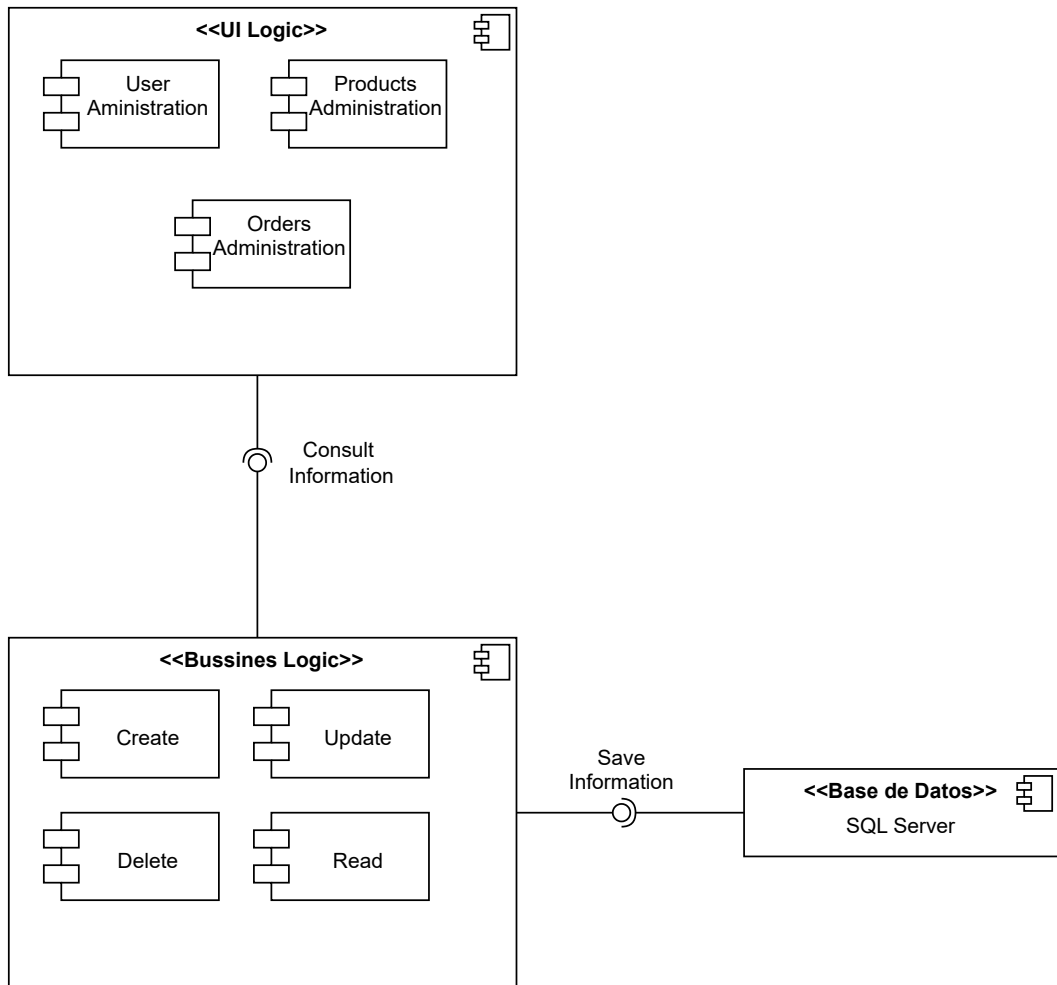 <<UI Logic>>
User
Aministration
Products
Administration
Orders
Administration
Consult
Information
<<Bussines Logic>>
Create
Update
Delete
Read
Save
Information
<<Base de Datos>>
SQL Server